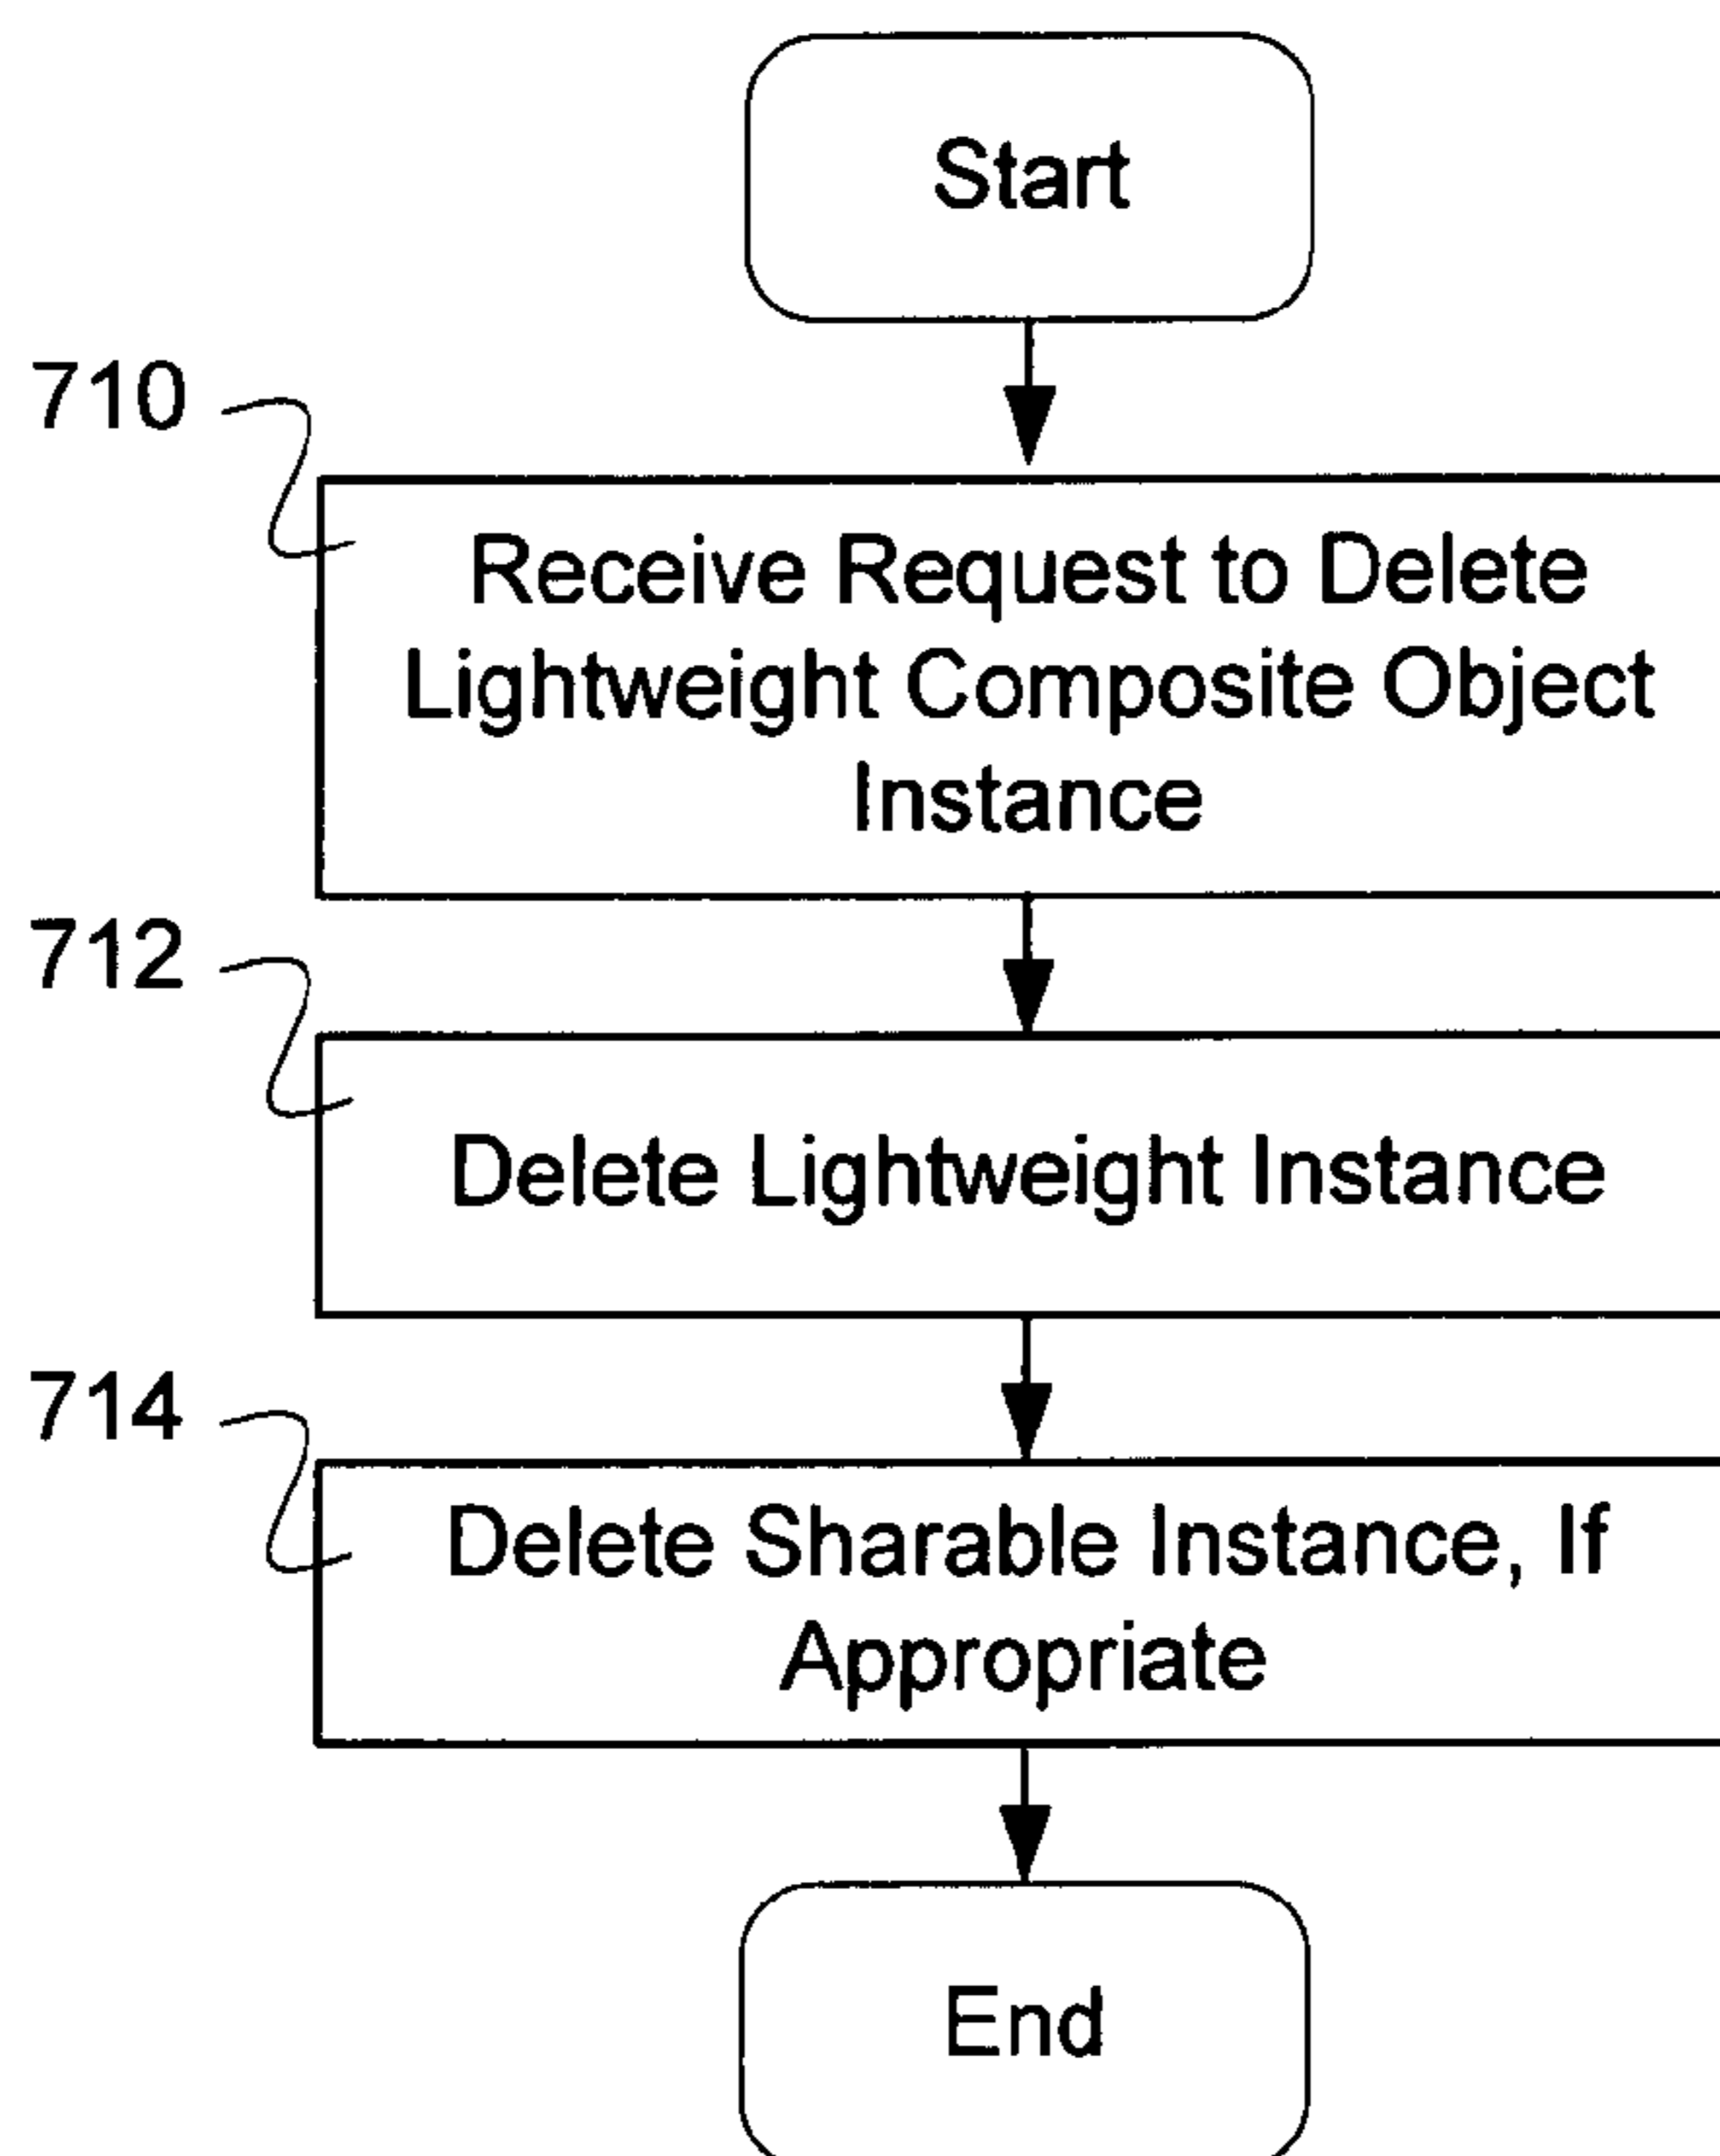 Start
710
Receive Request to Delete
Lightweight Composite Object
Instance
712
Delete Lightweight Instance
714
Delete Sharable Instance, If
Appropriate
End